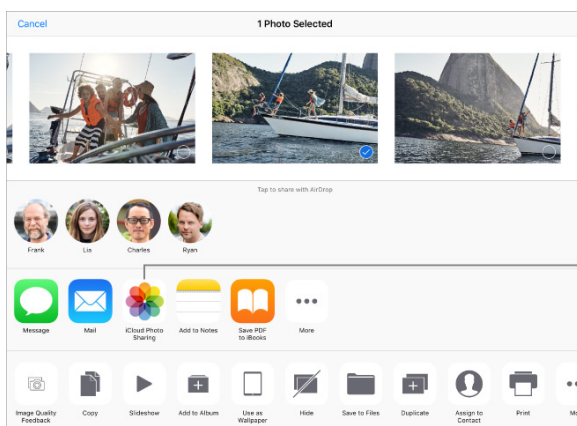 Cancel 1 Photo Selected
Tap to share with AirDrop
Frank Lia Charles Ryan
Message Mail iCloud Photo Sharing Add to Notes Save PDF to iBooks More
Image Quality Feedback Copy Slideshow Add to Album Use as Wallpaper Hide Save to Files Duplicate Assign to Contact Print